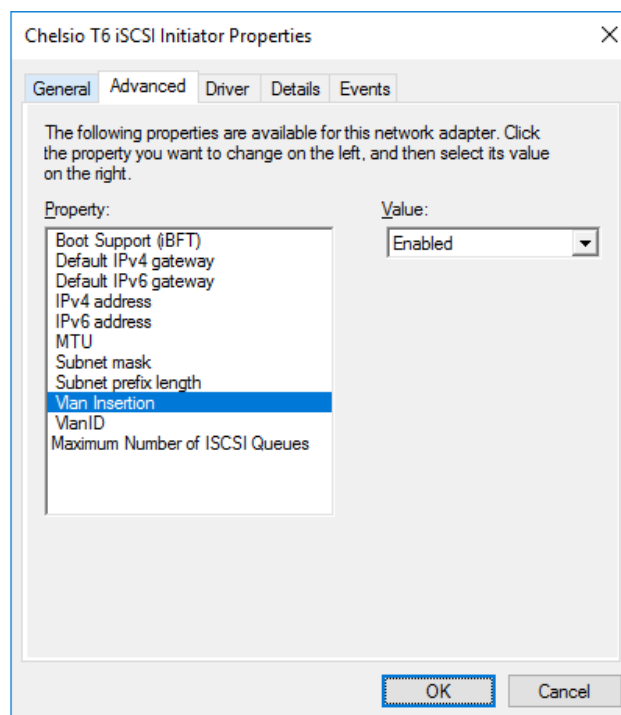 Chelsio T6 iSCSI Initiator Properties
General Advanced Driver Details Events
The following properties are available for this network adapter. Click
the property you want to change on the left, and then select its value
on the right.
Property: Value:
Boot Support (iBFT) Enabled
Default IPv4 gateway
Default IPv6 gateway
IPv4 address
IPv6 address
MTU
Subnet mask
Subnet prefix length
Vlan Insertion
VlanID
Maximum Number of ISCSI Queues
OK Cancel